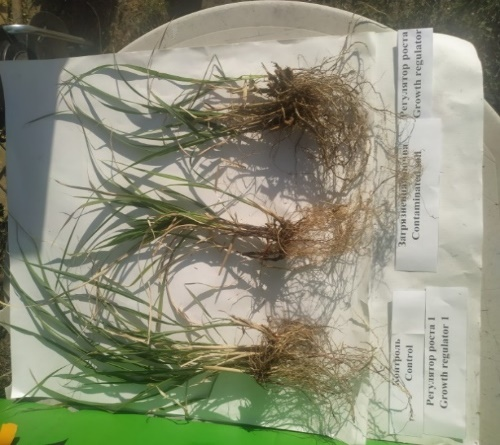 Регулятор роста
Growth regulator
Загрязненная почва
Contaminated soil
Контроль
Control
Регулятор роста 1
Growth regulator 1